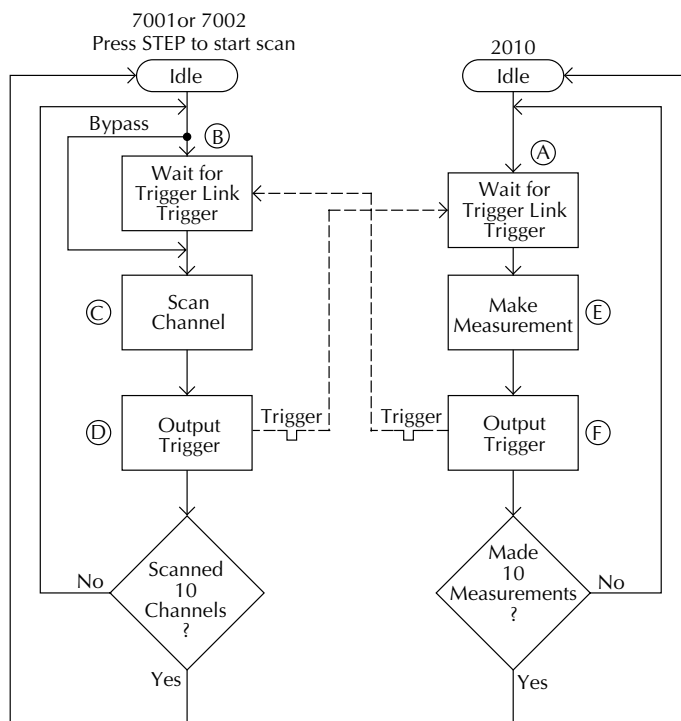 7001or 7002
Press STEP to start scan
Idle
Bypass
B
Wait for
Trigger Link
Trigger
C
Scan
Channel
D
Output
Trigger
Trigger
Scanned
10
Channels
?
No
Yes
2010
Idle
A
Wait for
Trigger Link
Trigger
Make
Measurement
E
Trigger
Output
Trigger
F
Made
10
Measurements
?
No
Yes